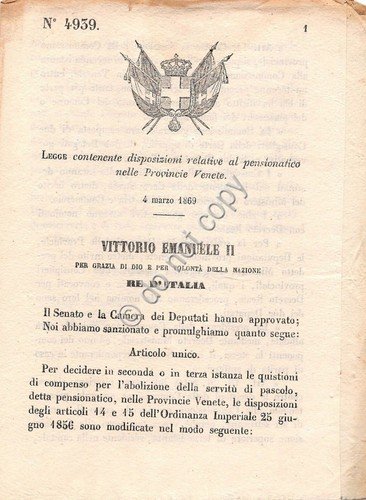 N° 4939.
1
LEGGE contenente disposizioni relative al pensionatico
nelle Provincie Venete.
4 marzo 1869
VITTORIO EMANUELE II
PER GRAZIA DI DIO E PER VOLONTÀ DELLA NAZIONE
RE D'ITALIA
Il Senato e la Camera dei Deputati hanno approvato;
Noi abbiamo sanzionato e promulghiamo quanto segue:
Articolo unico.
Per decidere in seconda o in terza istanza le quistioni
di compenso per l'abolizione della servitù di pascolo,
detta pensionatico, nelle Provincie Venete, le disposizioni
degli articoli 14 e 15 dell'Ordinanza Imperiale 25 giu-
gno 1856 sono modificate nel modo seguente:
do not copy